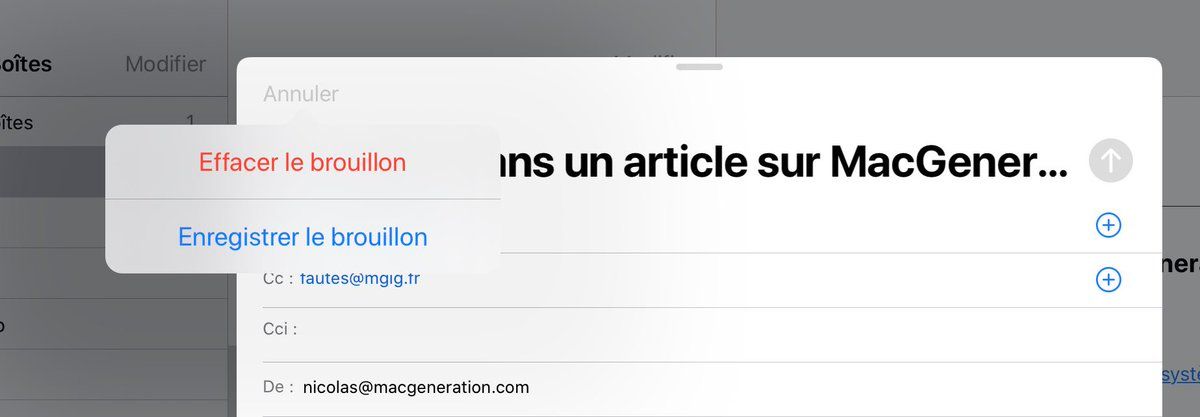 oîtes
Modifier
Annuler
oîtes
1
Effacer le brouillon
ans un article sur MacGener...
Enregistrer le brouillon
Cc : fautes@mgig.fr
Cci :
De : nicolas@macgeneration.com
nera
syste